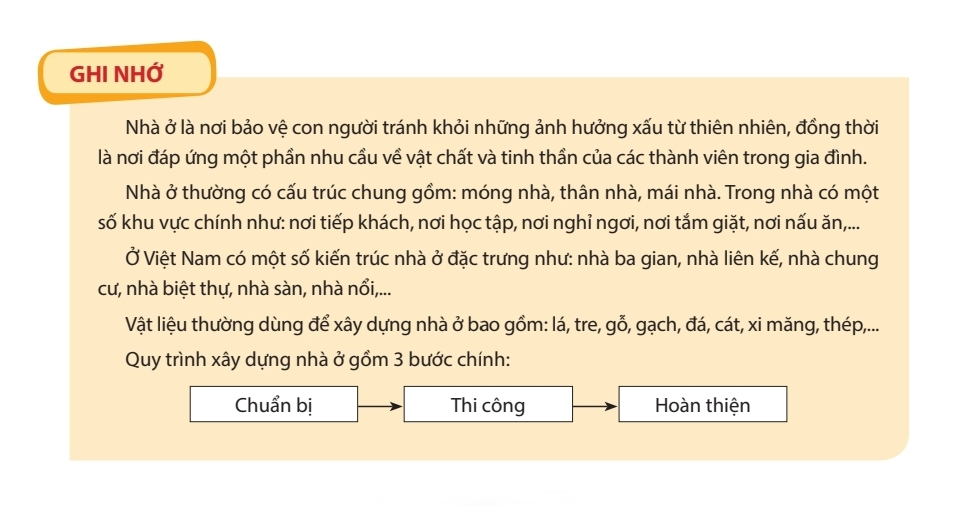 GHI NHỚ
Nhà ở là nơi bảo vệ con người tránh khỏi những ảnh hưởng xấu từ thiên nhiên, đồng thời
là nơi đáp ứng một phần nhu cầu về vật chất và tinh thần của các thành viên trong gia đình.
Nhà ở thường có cấu trúc chung gồm: móng nhà, thân nhà, mái nhà. Trong nhà có một
số khu vực chính như: nơi tiếp khách, nơi học tập, nơi nghỉ ngơi, nơi tắm giặt, nơi nấu ăn,...
Ở Việt Nam có một số kiến trúc nhà ở đặc trưng như: nhà ba gian, nhà liên kế, nhà chung
cư, nhà biệt thự, nhà sàn, nhà nổi,...
Vật liệu thường dùng để xây dựng nhà ở bao gồm: lá, tre, gỗ, gạch, đá, cát, xi măng, thép,...
Quy trình xây dựng nhà ở gồm 3 bước chính:
Chuẩn bị
Thi công
Hoàn thiện